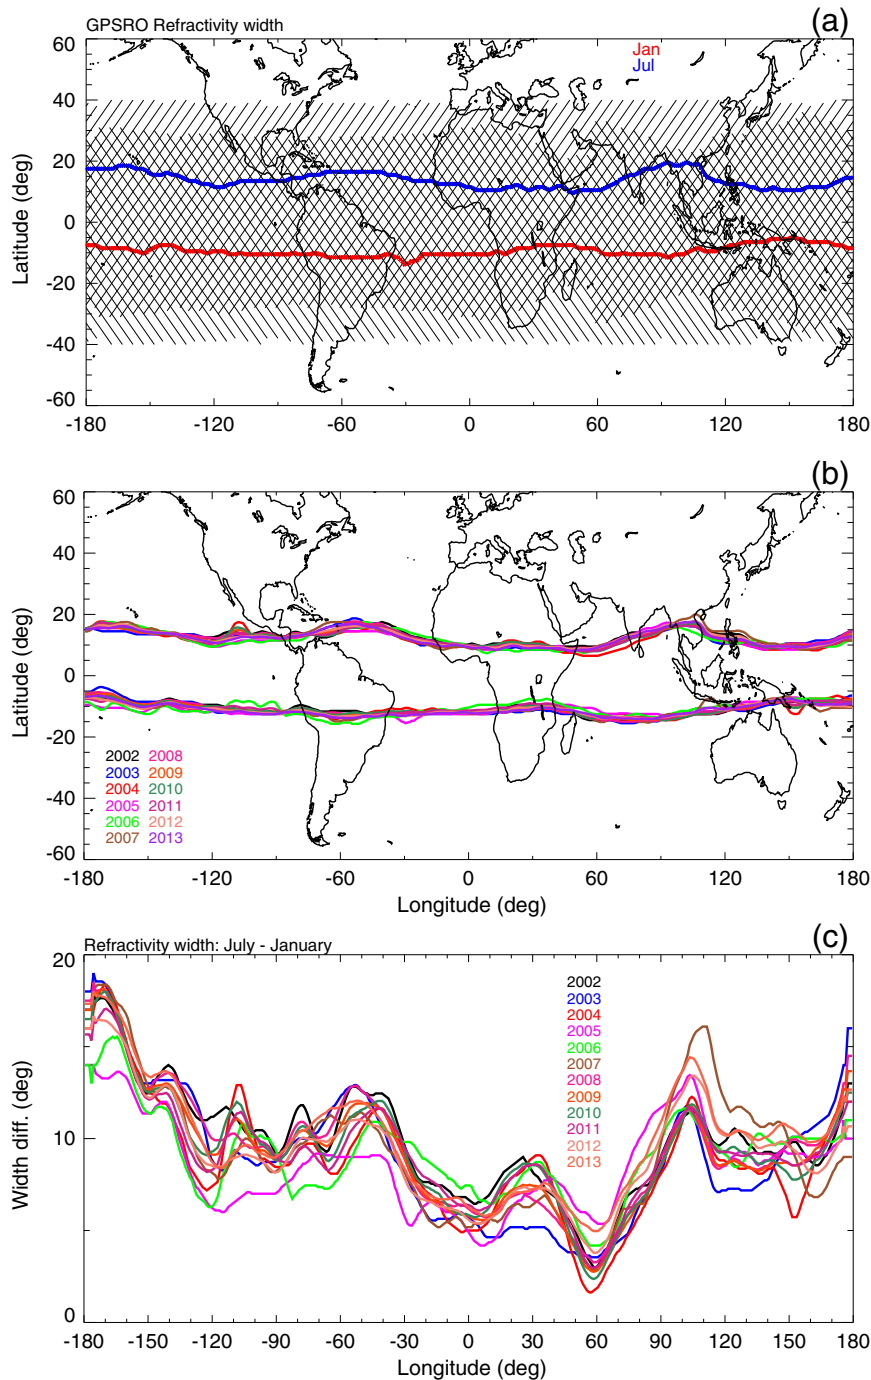 (a)
GPSRO Refractivity width
Jan
Jul
60
40
20
0
-20
-40
-60
Latitude (deg)
-180 -120 -60 0 60 120 180
(b)
60
40
20
0
-20
-40
-60
Latitude (deg)
2002 2008
2003 2009
2004 2010
2005 2011
2006 2012
2007 2013
-180 -120 -60 0 60 120 180
Longitude (deg)
(c)
Refractivity width: July - January
20
10
0
Width diff. (deg)
2002
2003
2004
2005
2006
2007
2008
2009
2010
2011
2012
2013
-180 -150 -120 -90 -60 -30 0 30 60 90 120 150 180
Longitude (deg)